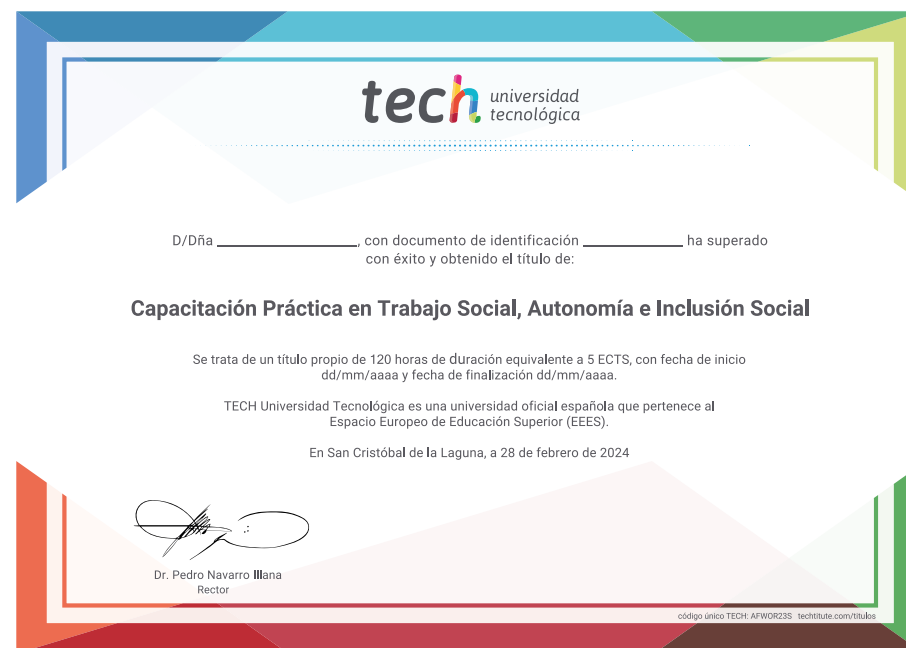 tech universidad
tecnológica
D/Dña ____________________, con documento de identificación ______________ ha superado
con éxito y obtenido el título de:
Capacitación Práctica en Trabajo Social, Autonomía e Inclusión Social
Se trata de un título propio de 120 horas de duración equivalente a 5 ECTS, con fecha de inicio
dd/mm/aaaa y fecha de finalización dd/mm/aaaa.
TECH Universidad Tecnológica es una universidad oficial española que pertenece al
Espacio Europeo de Educación Superior (EEES).
En San Cristóbal de la Laguna, a 28 de febrero de 2024
Dr. Pedro Navarro Illana
Rector
código único TECH: AFWOR23S techtitute.com/titulos